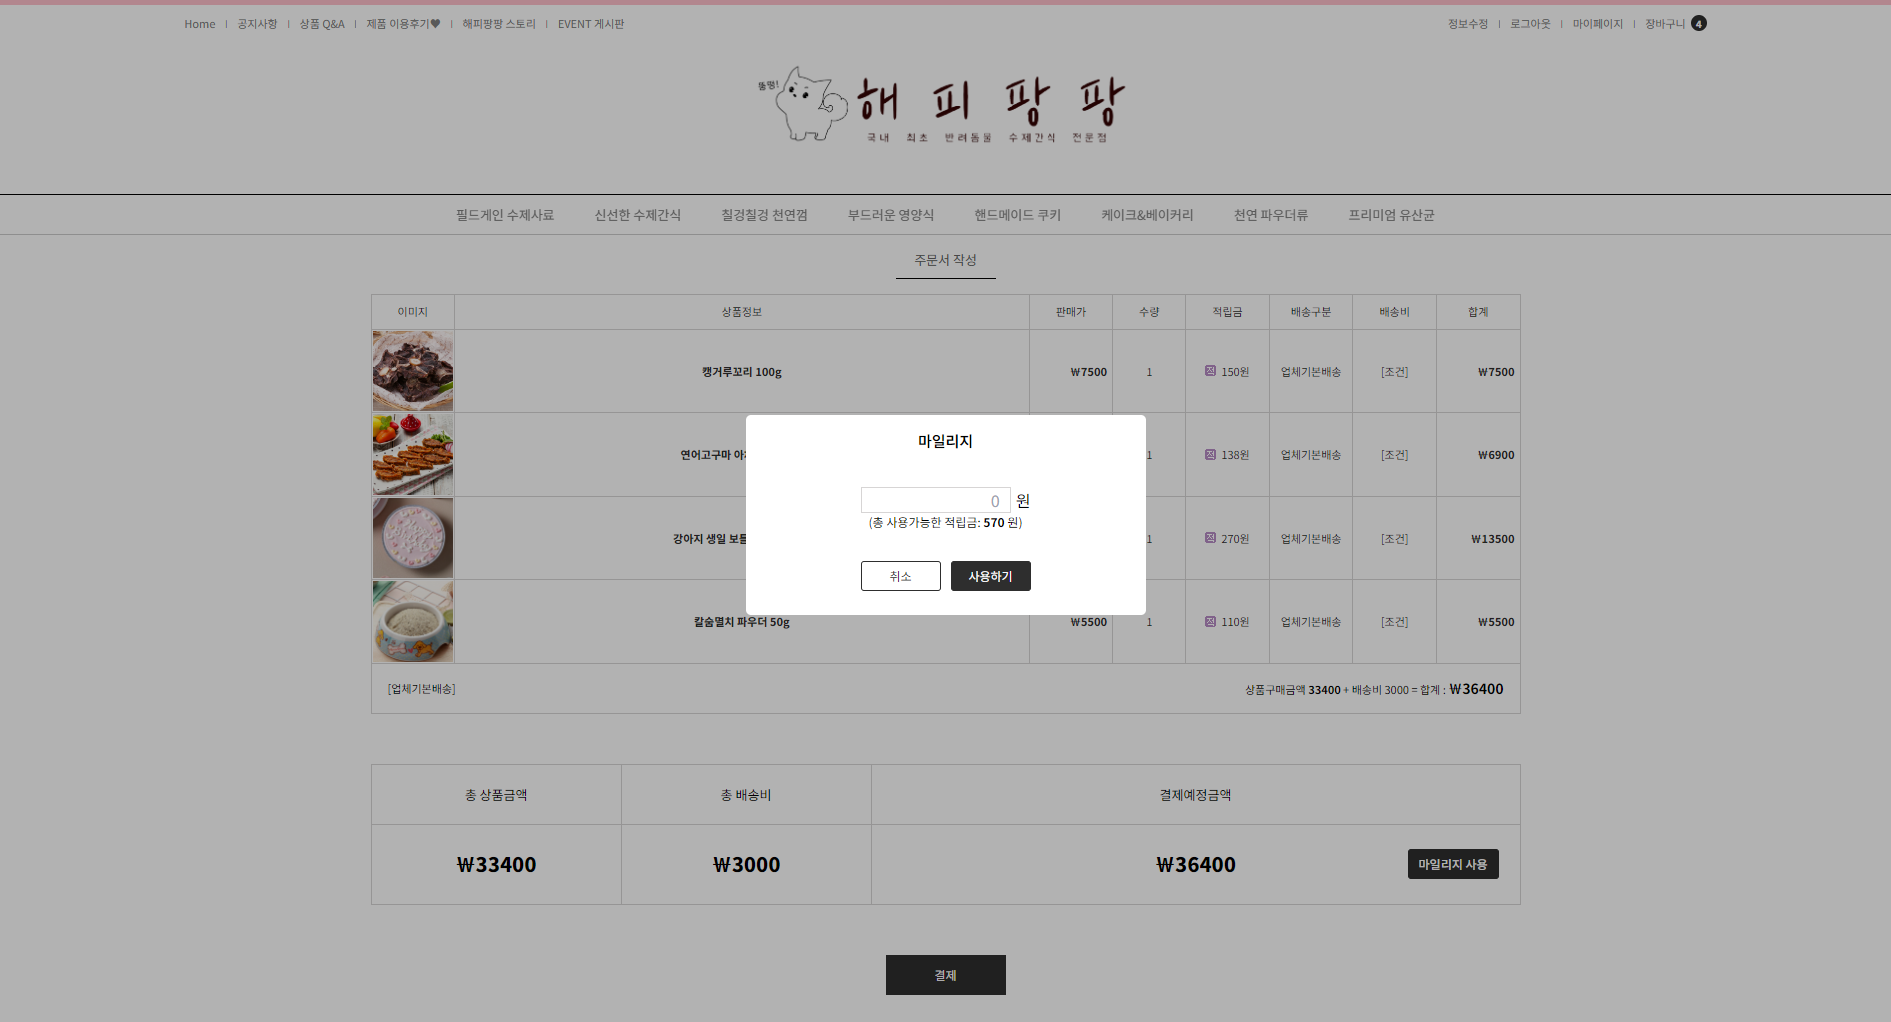 Home | 공지사항 | 상품 Q&A | 제품 이용후기♥ | 해피팡팡 스토리 | EVENT 게시판
정보수정 | 로그아웃 | 마이페이지 | 장바구니 4
뚱땅!
해피팡팡
국내 최초 반려동물 수제간식 전문점
필드게인 수제사료 신선한 수제간식 칠겅칠겅 천연껌 부드러운 영양식 핸드메이드 쿠키 케이크&베이커리 천연 파우더류 프리미엄 유산균
주문서 작성
이미지 상품정보 판매가 수량 적립금 배송구분 배송비 합계
캥거루꼬리 100g ₩7500 1 적 150원 업체기본배송 [조건] ₩7500
연어고구마 1 적 138원 업체기본배송 [조건] ₩6900
강아지 생일 1 적 270원 업체기본배송 [조건] ₩13500
칼슘멸치 파우더 50g ₩5500 1 적 110원 업체기본배송 [조건] ₩5500
[업체기본배송] 상품구매금액 33400 + 배송비 3000 = 합계 : ₩36400
마일리지
0 원
(총 사용가능한 적립금: 570 원)
취소 사용하기
총 상품금액 총 배송비 결제예정금액
₩33400 ₩3000 ₩36400 마일리지 사용
결제